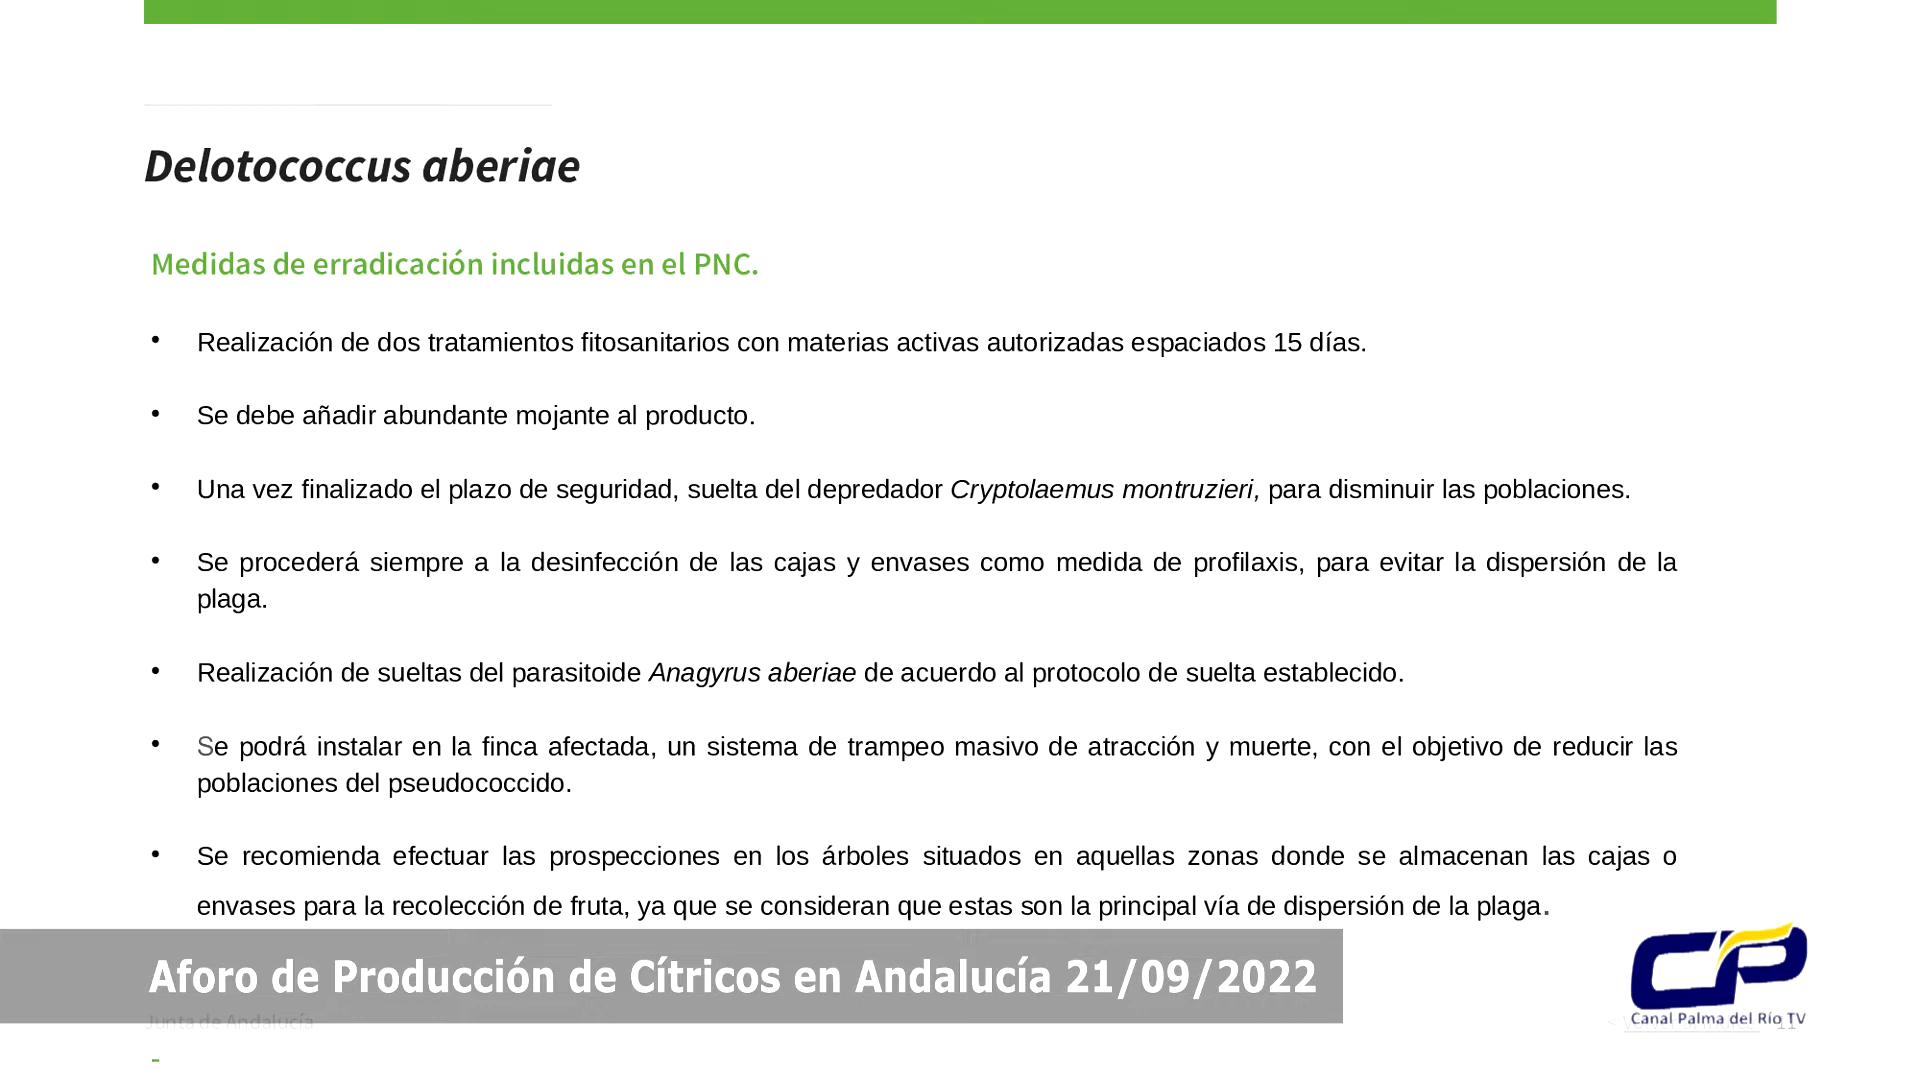 Delotococcus aberiae
Medidas de erradicación incluidas en el PNC.
• Realización de dos tratamientos fitosanitarios con materias activas autorizadas espaciados 15 días.
• Se debe añadir abundante mojante al producto.
• Una vez finalizado el plazo de seguridad, suelta del depredador Cryptolaemus montruzieri, para disminuir las poblaciones.
• Se procederá siempre a la desinfección de las cajas y envases como medida de profilaxis, para evitar la dispersión de la
plaga.
• Realización de sueltas del parasitoide Anagyrus aberiae de acuerdo al protocolo de suelta establecido.
• Se podrá instalar en la finca afectada, un sistema de trampeo masivo de atracción y muerte, con el objetivo de reducir las
poblaciones del pseudococcido.
• Se recomienda efectuar las prospecciones en los árboles situados en aquellas zonas donde se almacenan las cajas o
envases para la recolección de fruta, ya que se consideran que estas son la principal vía de dispersión de la plaga.
Aforo de Producción de Cítricos en Andalucía 21/09/2022
CP
Canal Palma del Río TV
Junta de Andalucía
11
-